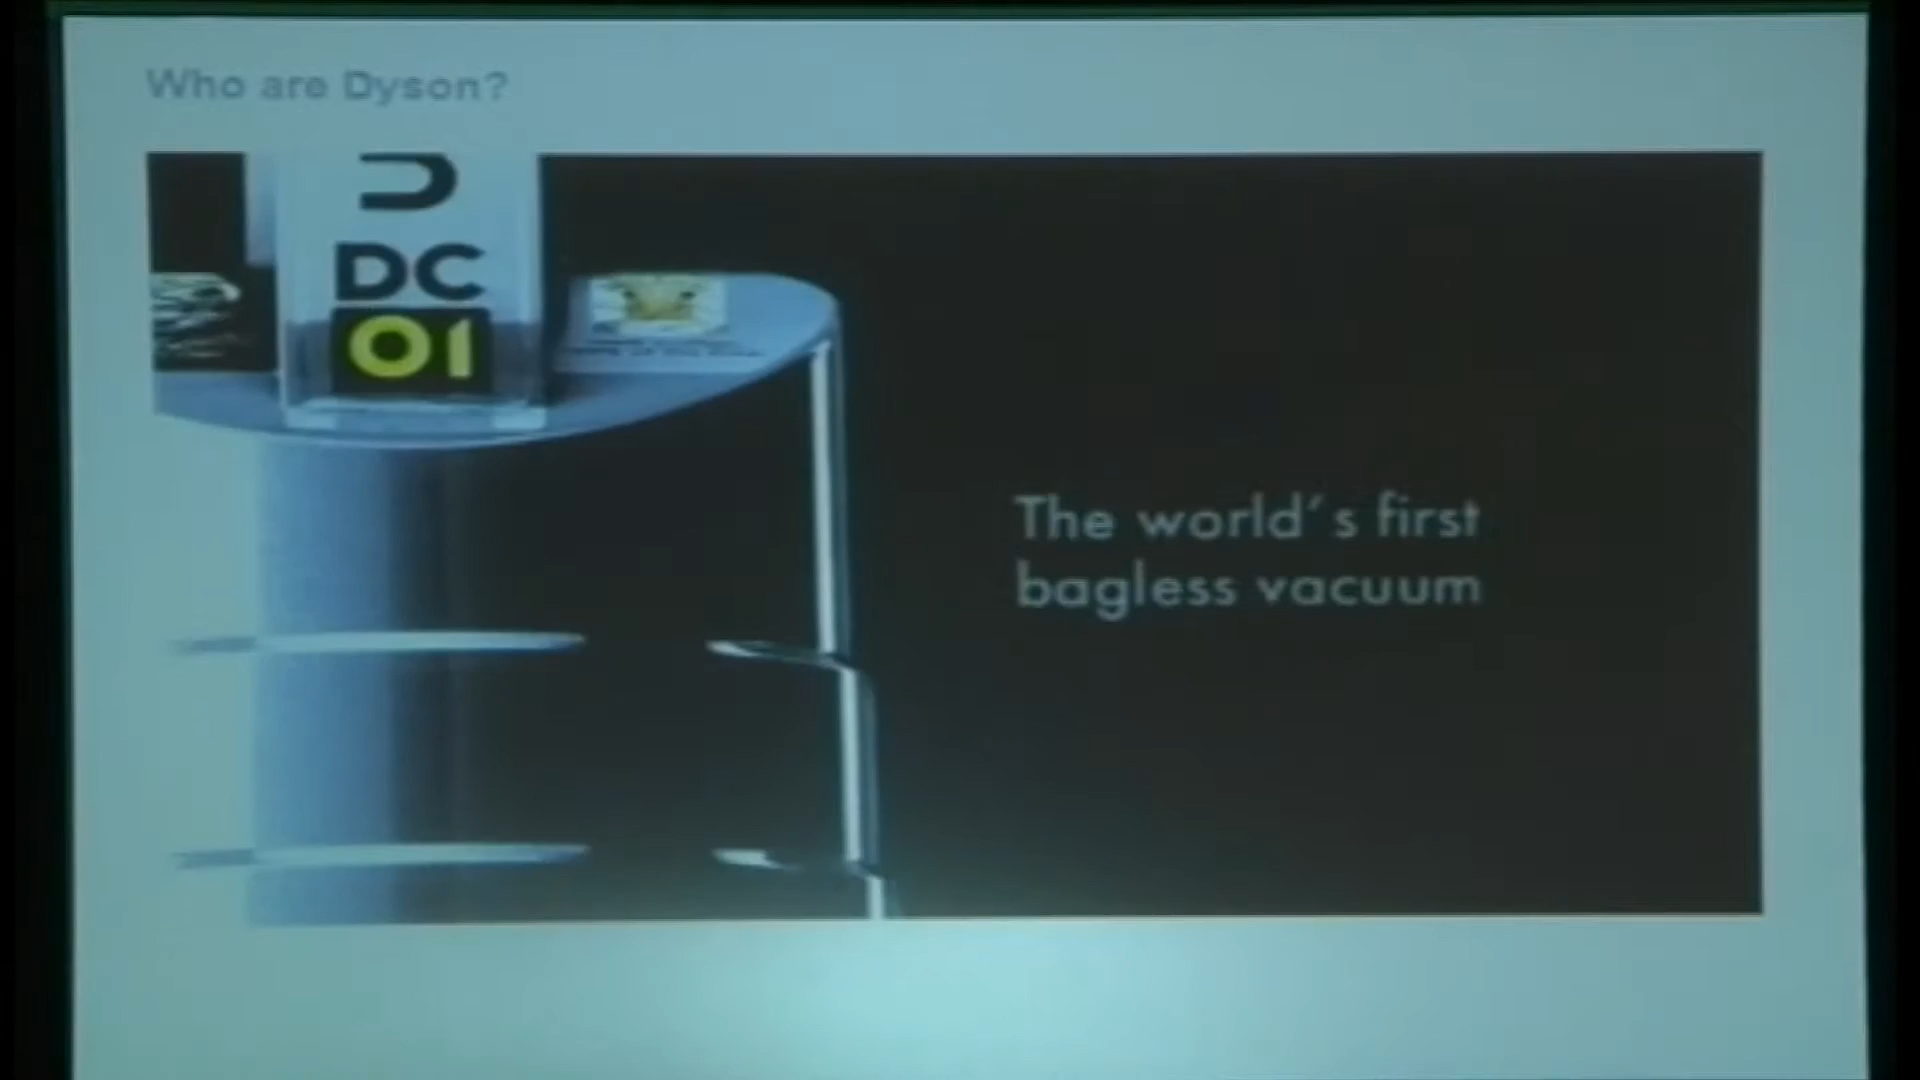 Who are Dyson?
DC
01
The world's first
bagless vacuum